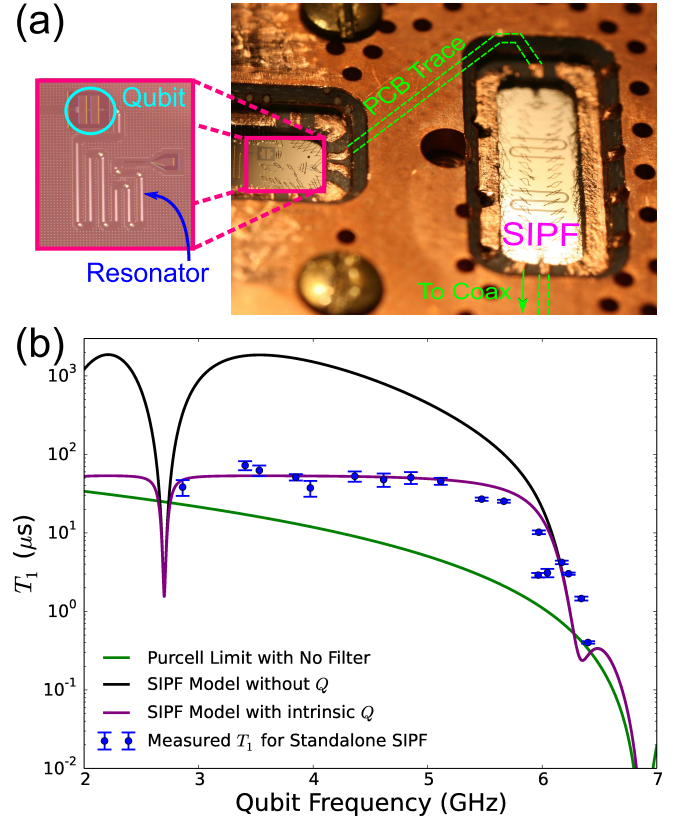 (a)
Qubit
Resonator
PCB Trace
SIPF
To Coax
(b)
10³
10²
10¹
10⁰
10⁻¹
10⁻²
T₁ (μs)
Purcell Limit with No Filter
SIPF Model without Q
SIPF Model with intrinsic Q
Measured T₁ for Standalone SIPF
2 3 4 5 6 7
Qubit Frequency (GHz)